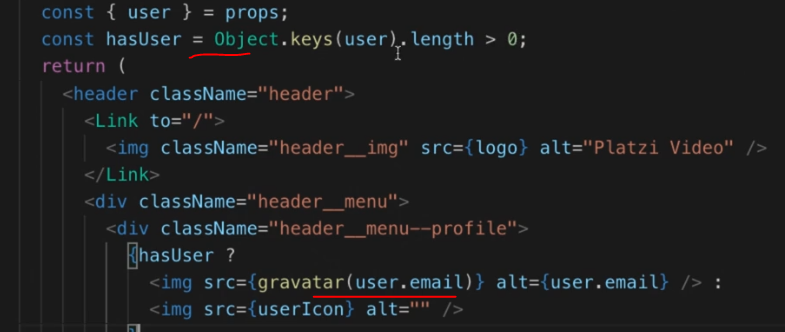 const { user } = props;
const hasUser = Object.keys(user).length > 0;
return (
<header className="header">
<Link to="/">
<img className="header__img" src={logo} alt="Platzi Video" />
</Link>
<div className="header__menu">
<div className="header__menu--profile">
{hasUser ?
<img src={gravatar(user.email)} alt={user.email} /> :
<img src={userIcon} alt="" />
}